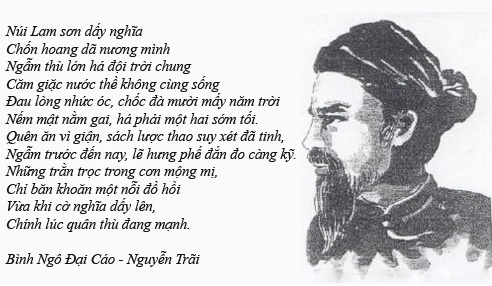 Núi Lam sơn dấy nghĩa
Chốn hoang dã nương mình
Ngẫm thù lớn há đội trời chung
Căm giặc nước thề không cùng sống
Đau lòng nhức óc, chốc đà mười mấy năm trời
Nếm mật nằm gai, há phải một hai sớm tối.
Quên ăn vì giận, sách lược thao suy xét đã tinh,
Ngẫm trước đến nay, lẽ hưng phế đắn đo càng kỹ.
Những trằn trọc trong cơn mộng mị,
Chỉ băn khoăn một nỗi đồ hồi
Vừa khi cờ nghĩa dấy lên,
Chính lúc quân thù đang mạnh.
Bình Ngô Đại Cáo - Nguyễn Trãi